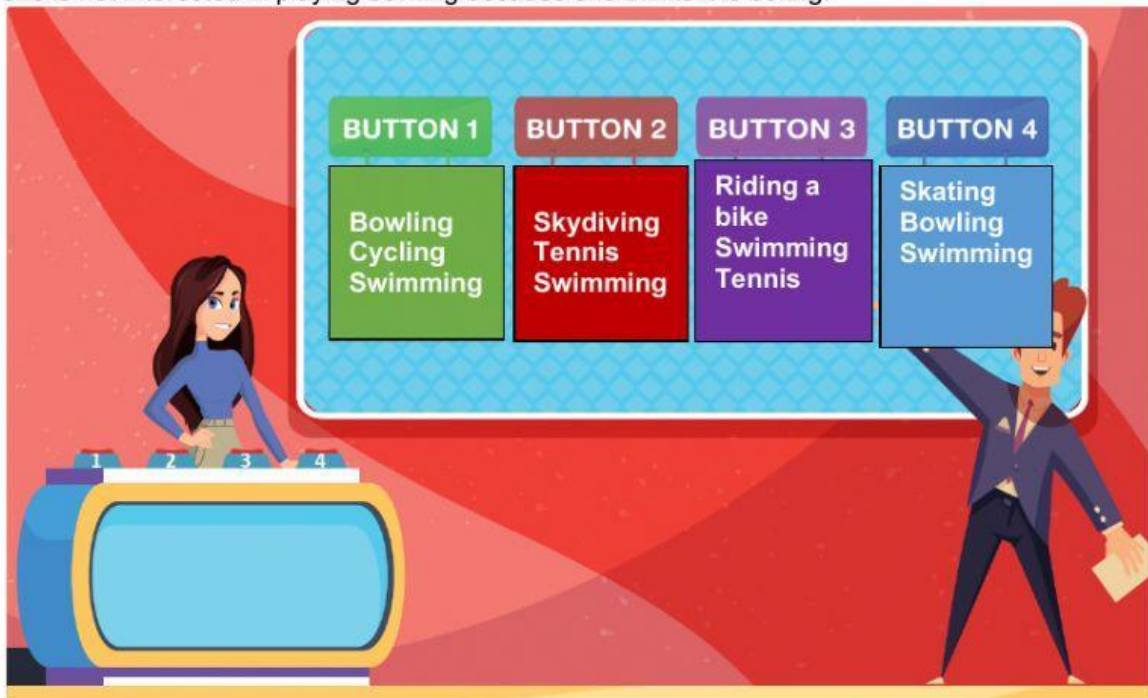 BUTTON 1
BUTTON 2
BUTTON 3
BUTTON 4
Bowling
Cycling
Swimming
Skydiving
Tennis
Swimming
Riding a
bike
Swimming
Tennis
Skating
Bowling
Swimming
1
2
3
4